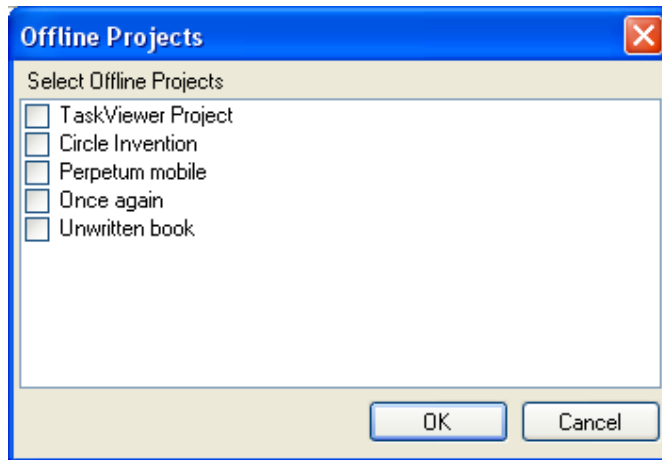 Offline Projects
Select Offline Projects
TaskViewer Project
Circle Invention
Perpetum mobile
Once again
Unwritten book
OK Cancel